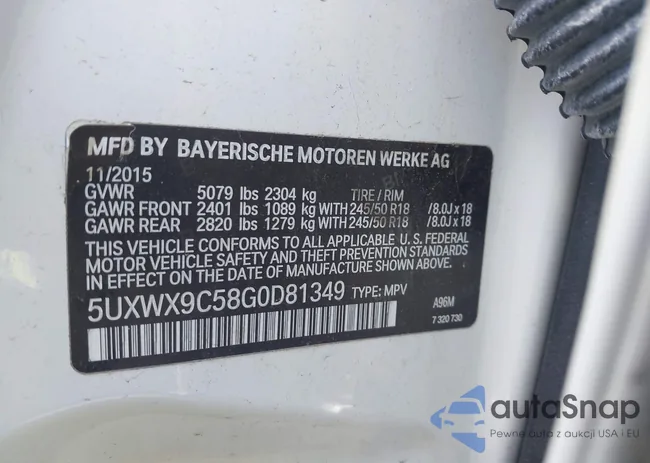 MFD BY BAYERISCHE MOTOREN WERKE AG
11/2015
GVWR 5079 lbs 2304 kg TIRE / RIM
GAWR FRONT 2401 lbs 1089 kg WITH 245/50 R18 /8.0J x 18
GAWR REAR 2820 lbs 1279 kg WITH 245/50 R18 /8.0J x 18
THIS VEHICLE CONFORMS TO ALL APPLICABLE U.S. FEDERAL
MOTOR VEHICLE SAFETY AND THEFT PREVENTION STANDARDS
IN EFFECT ON THE DATE OF MANUFACTURE SHOWN ABOVE.
5UXWX9C58G0D81349 TYPE: MPV A96M
7 320 730
autoSnap
Pewne auta z aukcji USA i EU